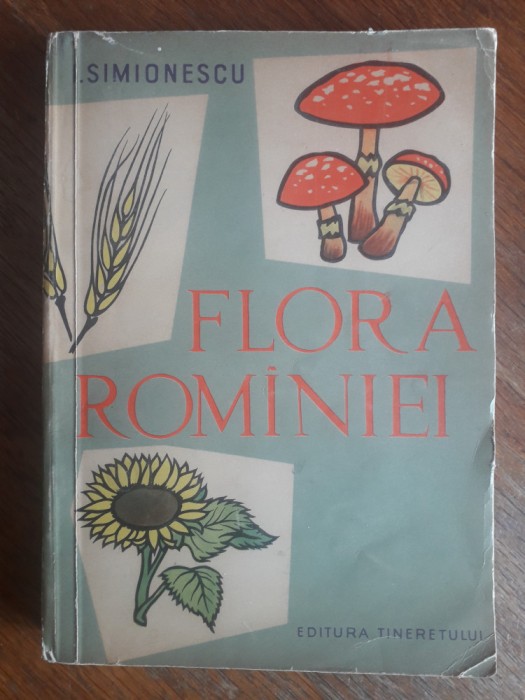 .SIMIONESCU
FLORA
ROMÎNIEI
EDITURA TINERETULUI